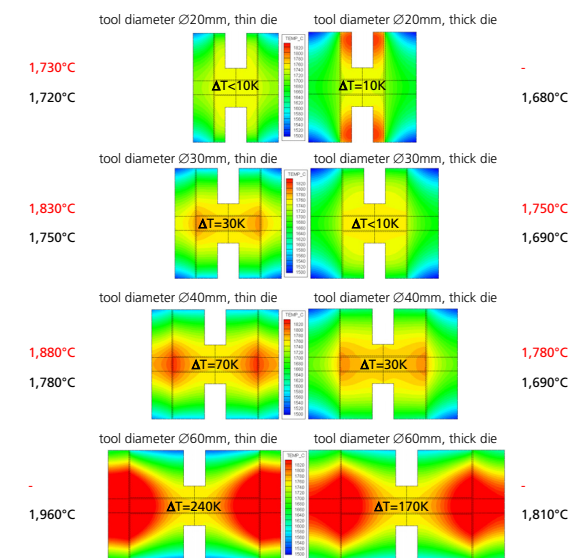 tool diameter ∅20mm, thin die tool diameter ∅20mm, thick die
1,730°C -
1,720°C 1,680°C
ΔT<10K TEMP_C ΔT=10K
tool diameter ∅30mm, thin die tool diameter ∅30mm, thick die
1,830°C 1,750°C
1,750°C 1,690°C
ΔT=30K TEMP_C ΔT<10K
tool diameter ∅40mm, thin die tool diameter ∅40mm, thick die
1,880°C 1,780°C
1,780°C 1,690°C
ΔT=70K TEMP_C ΔT=30K
tool diameter ∅60mm, thin die tool diameter ∅60mm, thick die
- -
1,960°C 1,810°C
ΔT=240K TEMP_C ΔT=170K